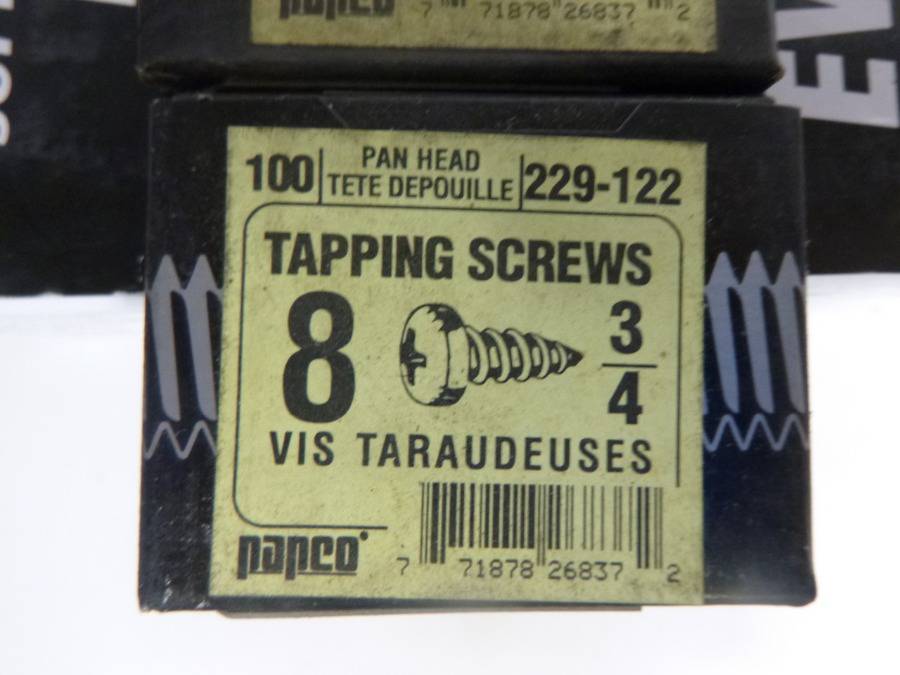 papco
7 71878 26837 2
100 PAN HEAD TETE DEPOUILLE 229-122
TAPPING SCREWS
8 3/4
VIS TARAUDEUSES
papco
7 71878 26837 2